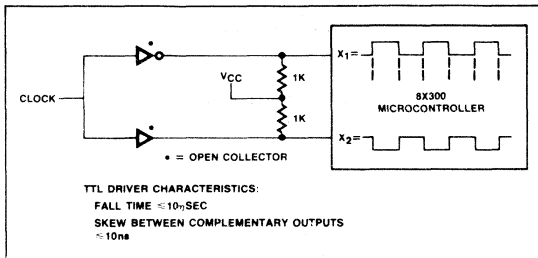 X1=
1K
VCC
CLOCK
8X300
MICROCONTROLLER
1K
X2=
• = OPEN COLLECTOR
TTL DRIVER CHARACTERISTICS:
FALL TIME ≤10ηSEC
SKEW BETWEEN COMPLEMENTARY OUTPUTS
≤10ns